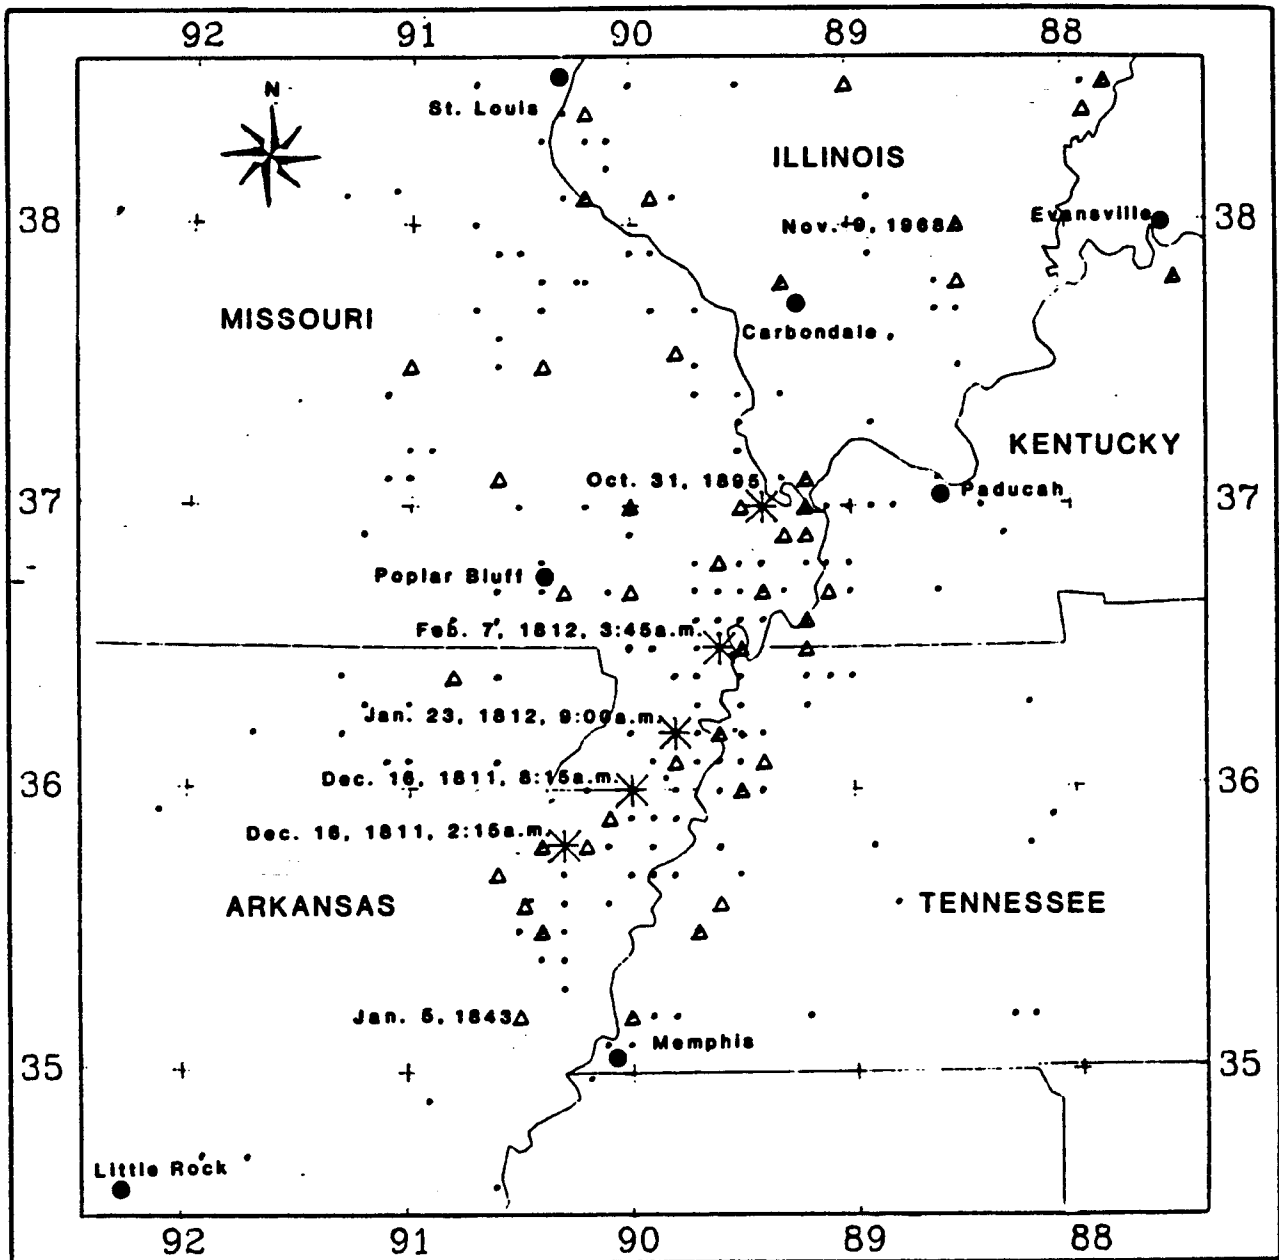 92 91 90 89 88
N
St. Louis
ILLINOIS
38 Nov. 9, 1968 Evansville 38
MISSOURI
Carbondale
KENTUCKY
Oct. 31, 1895
37 Paducah 37
Poplar Bluff
Feb. 7, 1812, 3:45a.m.
Jan. 23, 1812, 9:00a.m.
36 Dec. 16, 1811, 8:15a.m. 36
Dec. 16, 1811, 2:15a.m.
ARKANSAS TENNESSEE
Jan. 5, 1843
Memphis
35 35
Little Rock
92 91 90 89 88